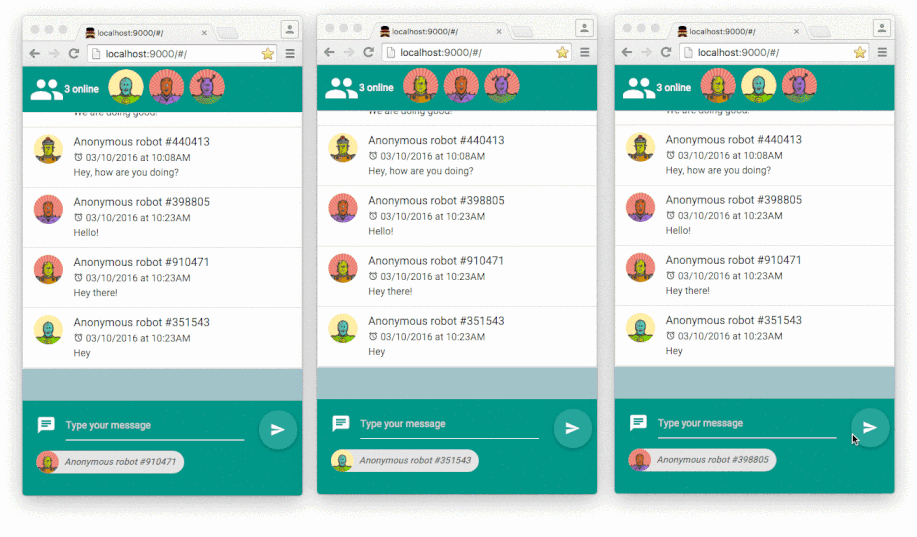 localhost:9000/#/
localhost:9000/#/
3 online
We are doing good!
Anonymous robot #440413
03/10/2016 at 10:08AM
Hey, how are you doing?
Anonymous robot #398805
03/10/2016 at 10:23AM
Hello!
Anonymous robot #910471
03/10/2016 at 10:23AM
Hey there!
Anonymous robot #351543
03/10/2016 at 10:23AM
Hey
Type your message
Anonymous robot #910471
localhost:9000/#/
localhost:9000/#/
3 online
We are doing good!
Anonymous robot #440413
03/10/2016 at 10:08AM
Hey, how are you doing?
Anonymous robot #398805
03/10/2016 at 10:23AM
Hello!
Anonymous robot #910471
03/10/2016 at 10:23AM
Hey there!
Anonymous robot #351543
03/10/2016 at 10:23AM
Hey
Type your message
Anonymous robot #351543
localhost:9000/#/
localhost:9000/#/
3 online
We are doing good!
Anonymous robot #440413
03/10/2016 at 10:08AM
Hey, how are you doing?
Anonymous robot #398805
03/10/2016 at 10:23AM
Hello!
Anonymous robot #910471
03/10/2016 at 10:23AM
Hey there!
Anonymous robot #351543
03/10/2016 at 10:23AM
Hey
Type your message
Anonymous robot #398805